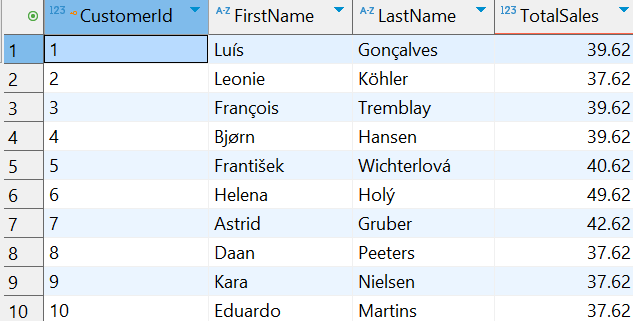 123 CustomerId A-Z FirstName A-Z LastName 123 TotalSales
1 1 Luís Gonçalves 39.62
2 2 Leonie Köhler 37.62
3 3 François Tremblay 39.62
4 4 Bjørn Hansen 39.62
5 5 František Wichterlová 40.62
6 6 Helena Holý 49.62
7 7 Astrid Gruber 42.62
8 8 Daan Peeters 37.62
9 9 Kara Nielsen 37.62
10 10 Eduardo Martins 37.62